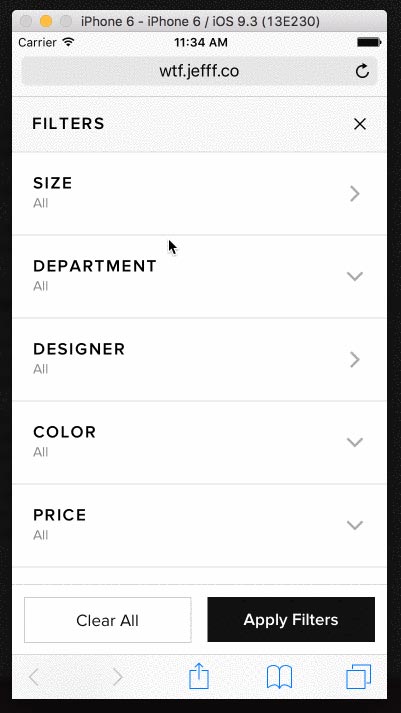 iPhone 6 - iPhone 6 / iOS 9.3 (13E230)
Carrier 11:34 AM
wtf.jefff.co
FILTERS
SIZE
All
DEPARTMENT
All
DESIGNER
All
COLOR
All
PRICE
All
Clear All Apply Filters